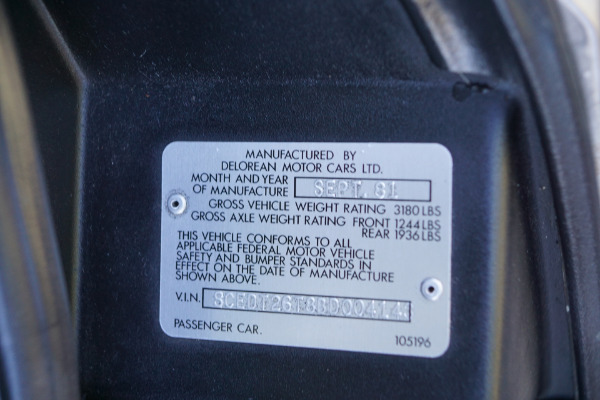 MANUFACTURED BY
DELOREAN MOTOR CARS LTD.
MONTH AND YEAR
OF MANUFACTURE SEPT. 81
GROSS VEHICLE WEIGHT RATING 3180 LBS
GROSS AXLE WEIGHT RATING FRONT 1244 LBS
REAR 1936 LBS
THIS VEHICLE CONFORMS TO ALL
APPLICABLE FEDERAL MOTOR VEHICLE
SAFETY AND BUMPER STANDARDS IN
EFFECT ON THE DATE OF MANUFACTURE
SHOWN ABOVE.
V.I.N.
PASSENGER CAR.
105196